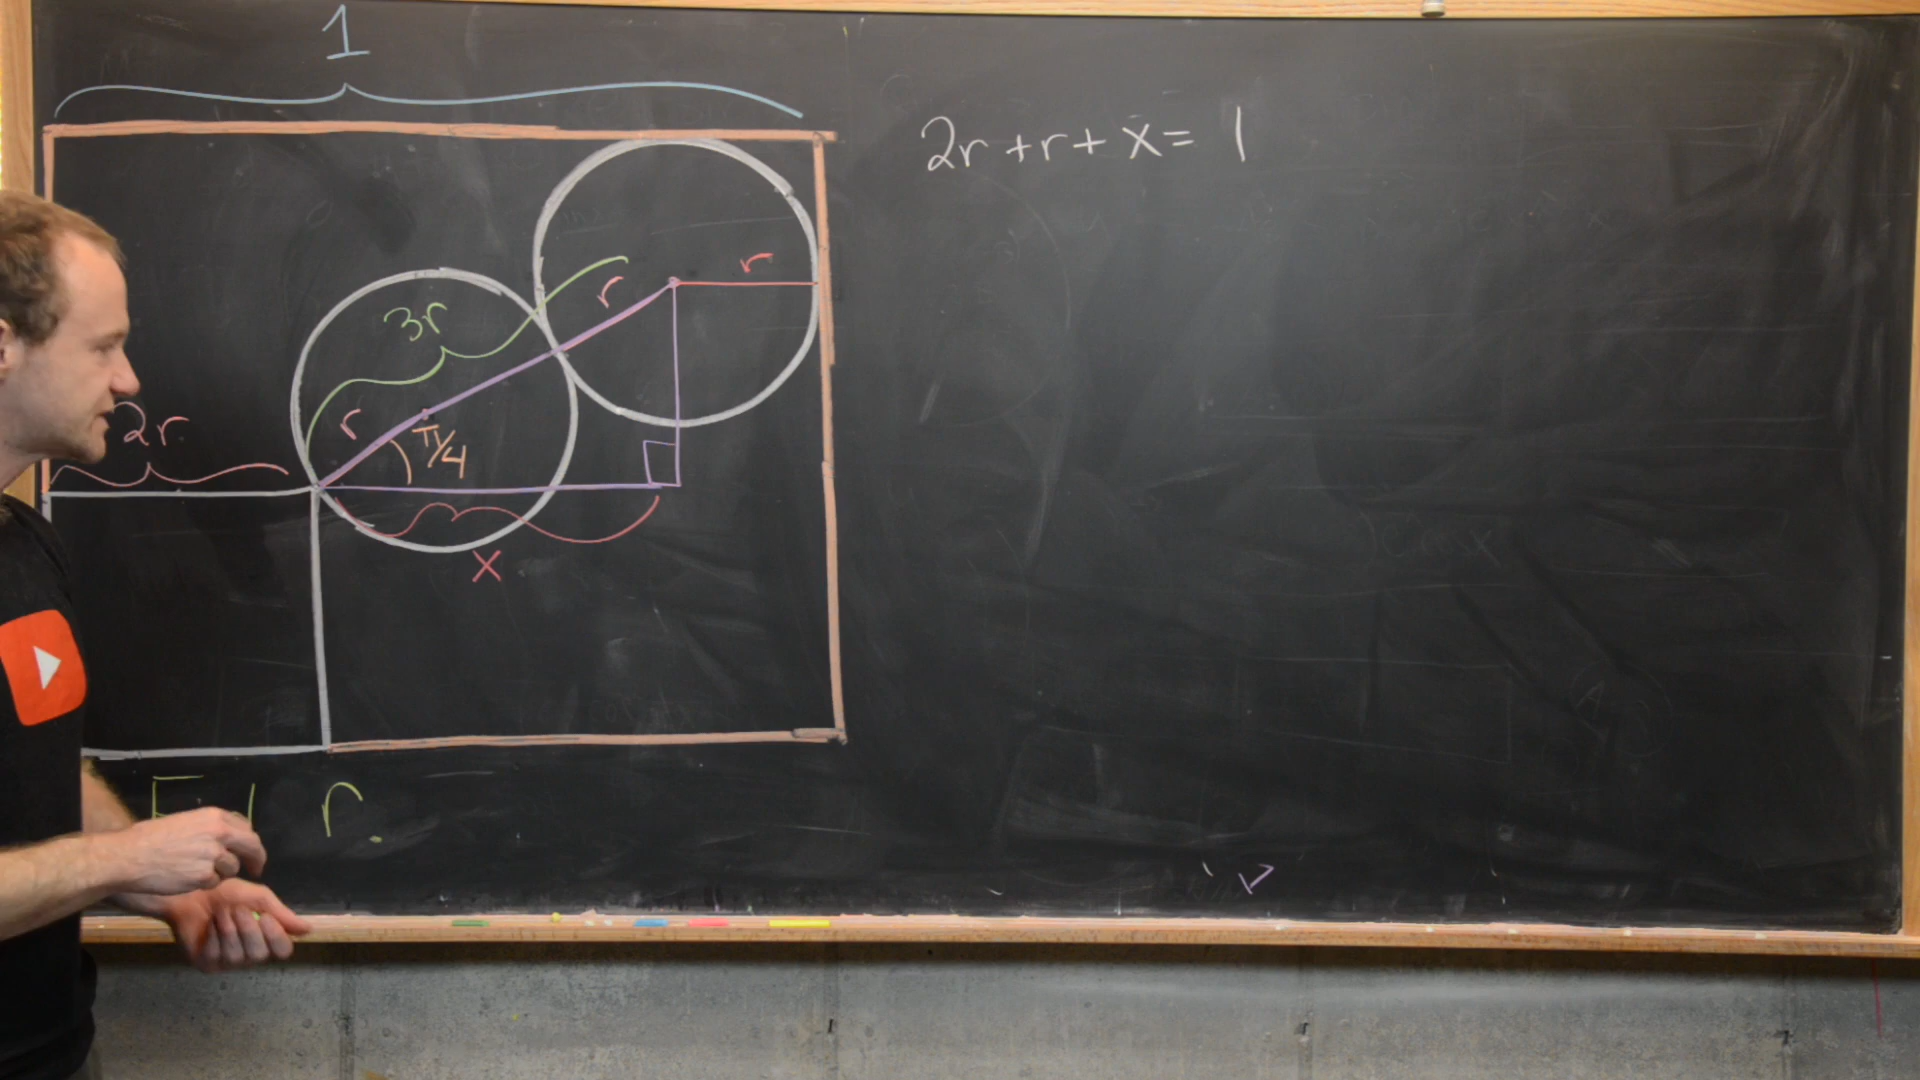 1
2r + r + x = 1
r
r
3r
r
π/4
2r
x
r.